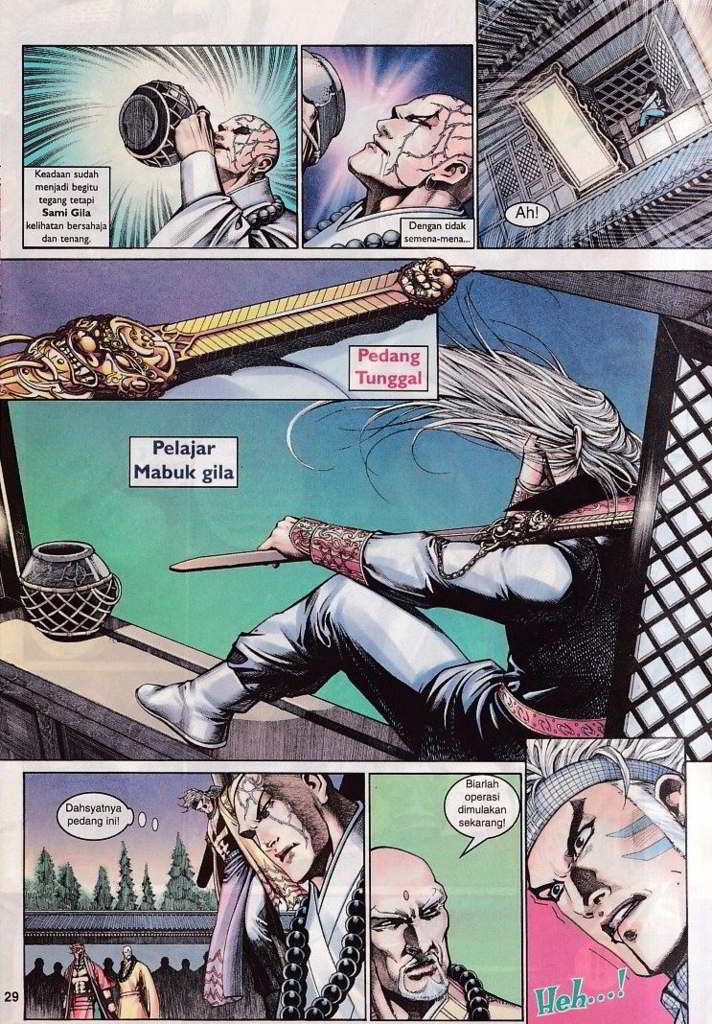 Keadaan sudah
menjadi begitu
tegang tetapi
Sami Gila
kelihatan bersahaja
dan tenang.
Dengan tidak
semena-mena...
Ah!
Pedang
Tunggal
Pelajar
Mabuk gila
Dahsyatnya
pedang ini!
Biarlah
operasi
dimulakan
sekarang!
Heh...!
29